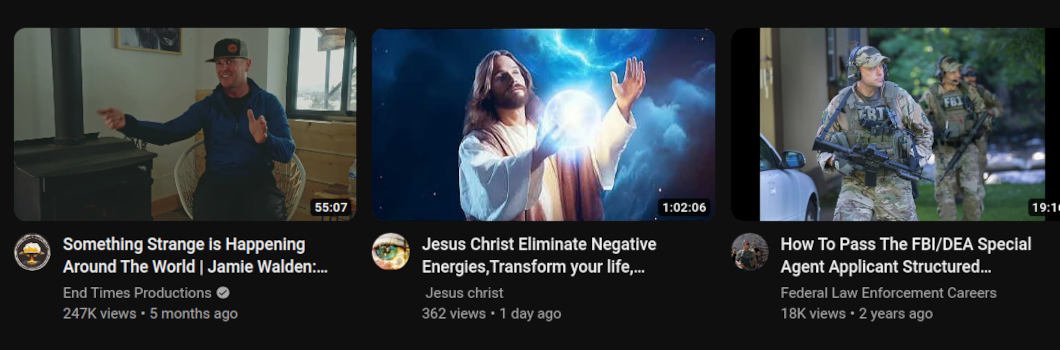 55:07
1:02:06
FBI
FBI
Something Strange is Happening
Around The World | Jamie Walden:...
End Times Productions
247K views • 5 months ago
Jesus Christ Eliminate Negative
Energies,Transform your life,...
Jesus christ
362 views • 1 day ago
How To Pass The FBI/DEA Special
Agent Applicant Structured...
Federal Law Enforcement Careers
18K views • 2 years ago